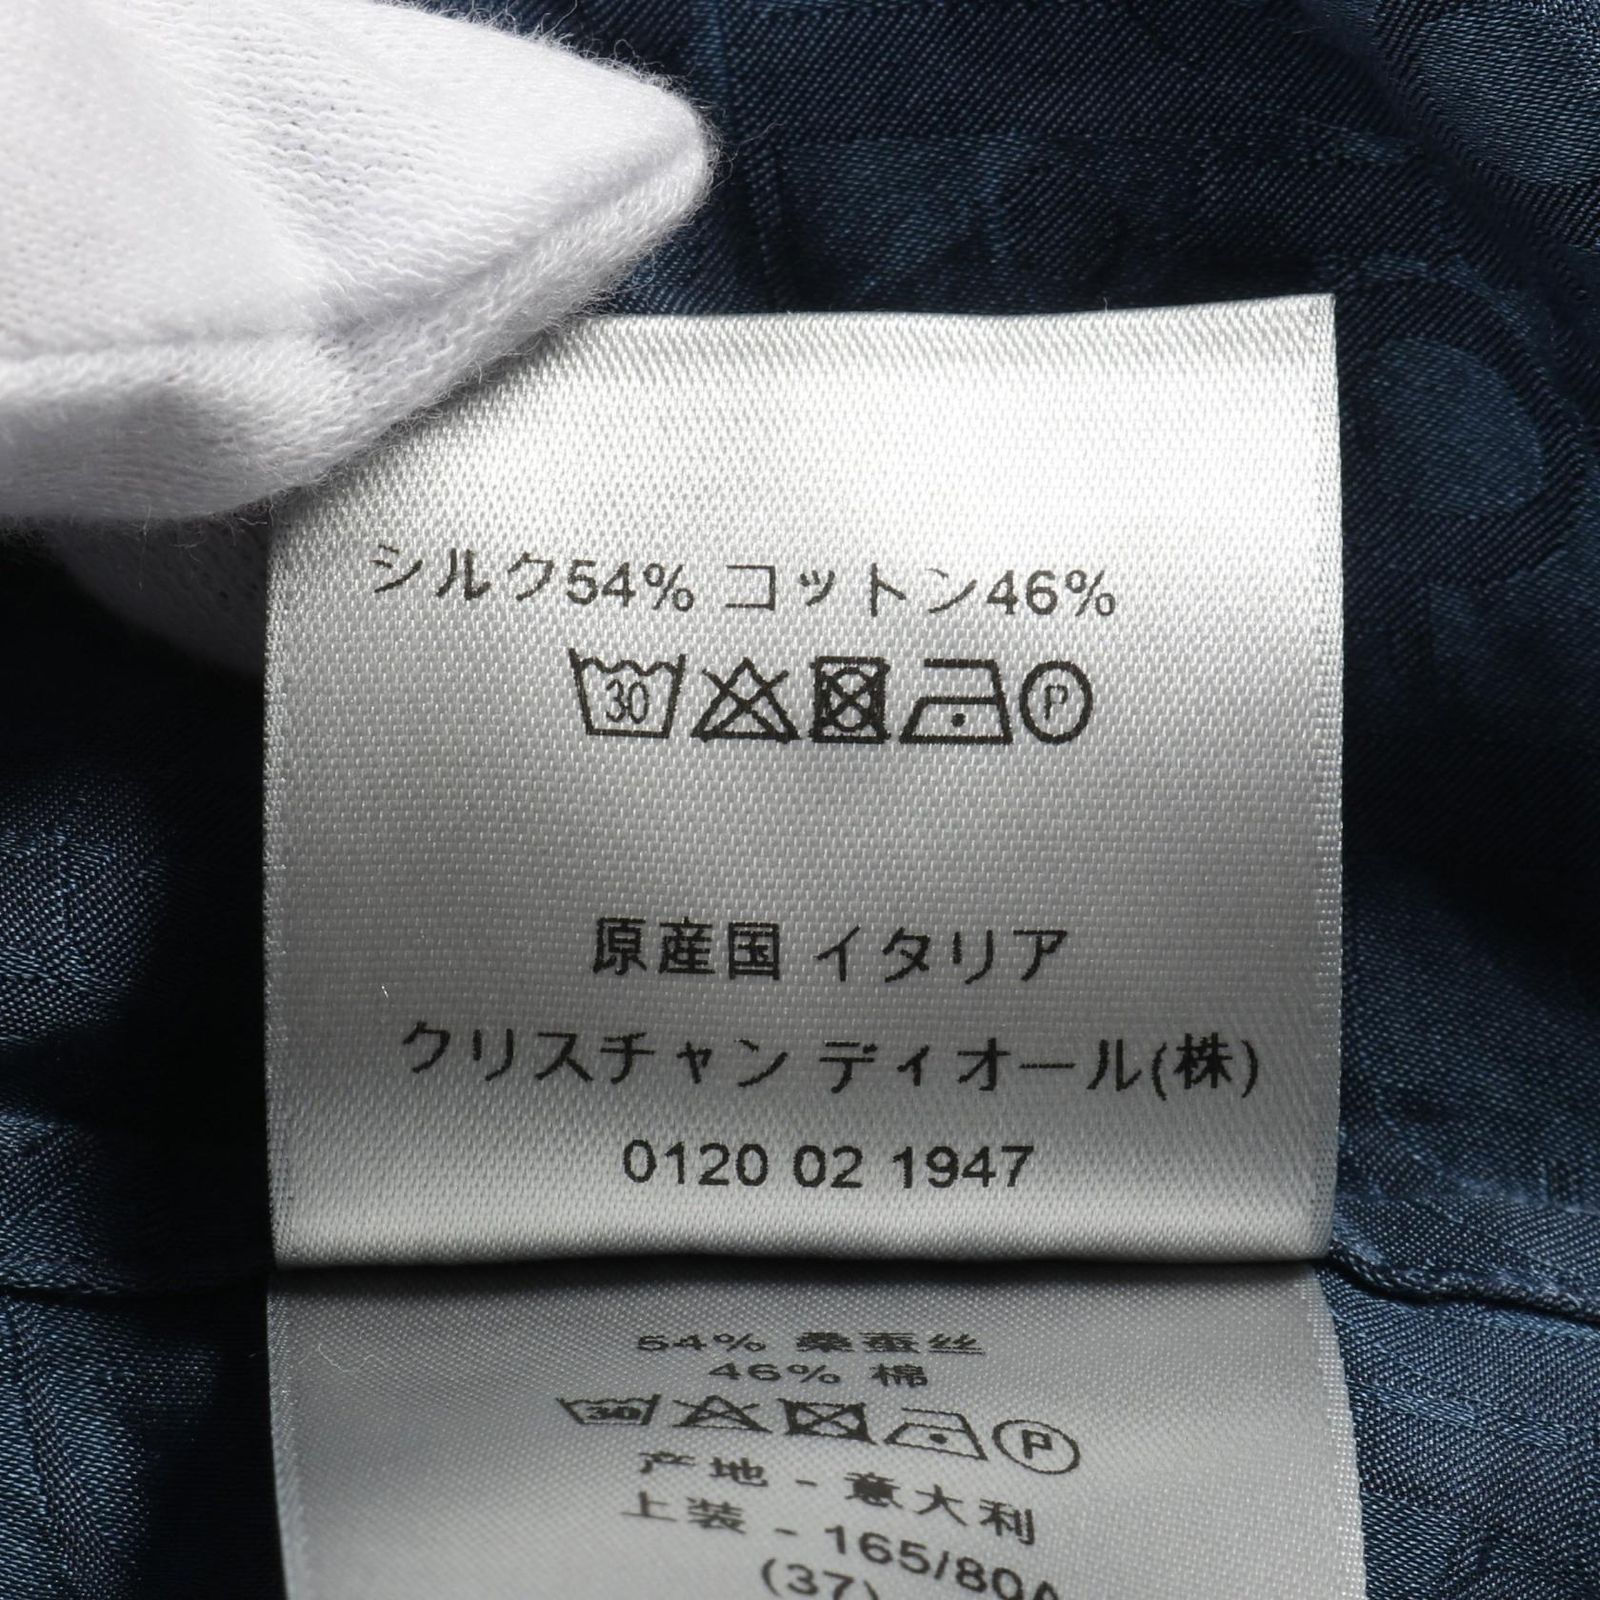 シルク54% コットン46%
30 P
原産国 イタリア
クリスチャン ディオール(株)
0120 02 1947
54% 桑蚕丝
46% 棉
30 P
产地 - 意大利
上装 - 165/80A
(37)